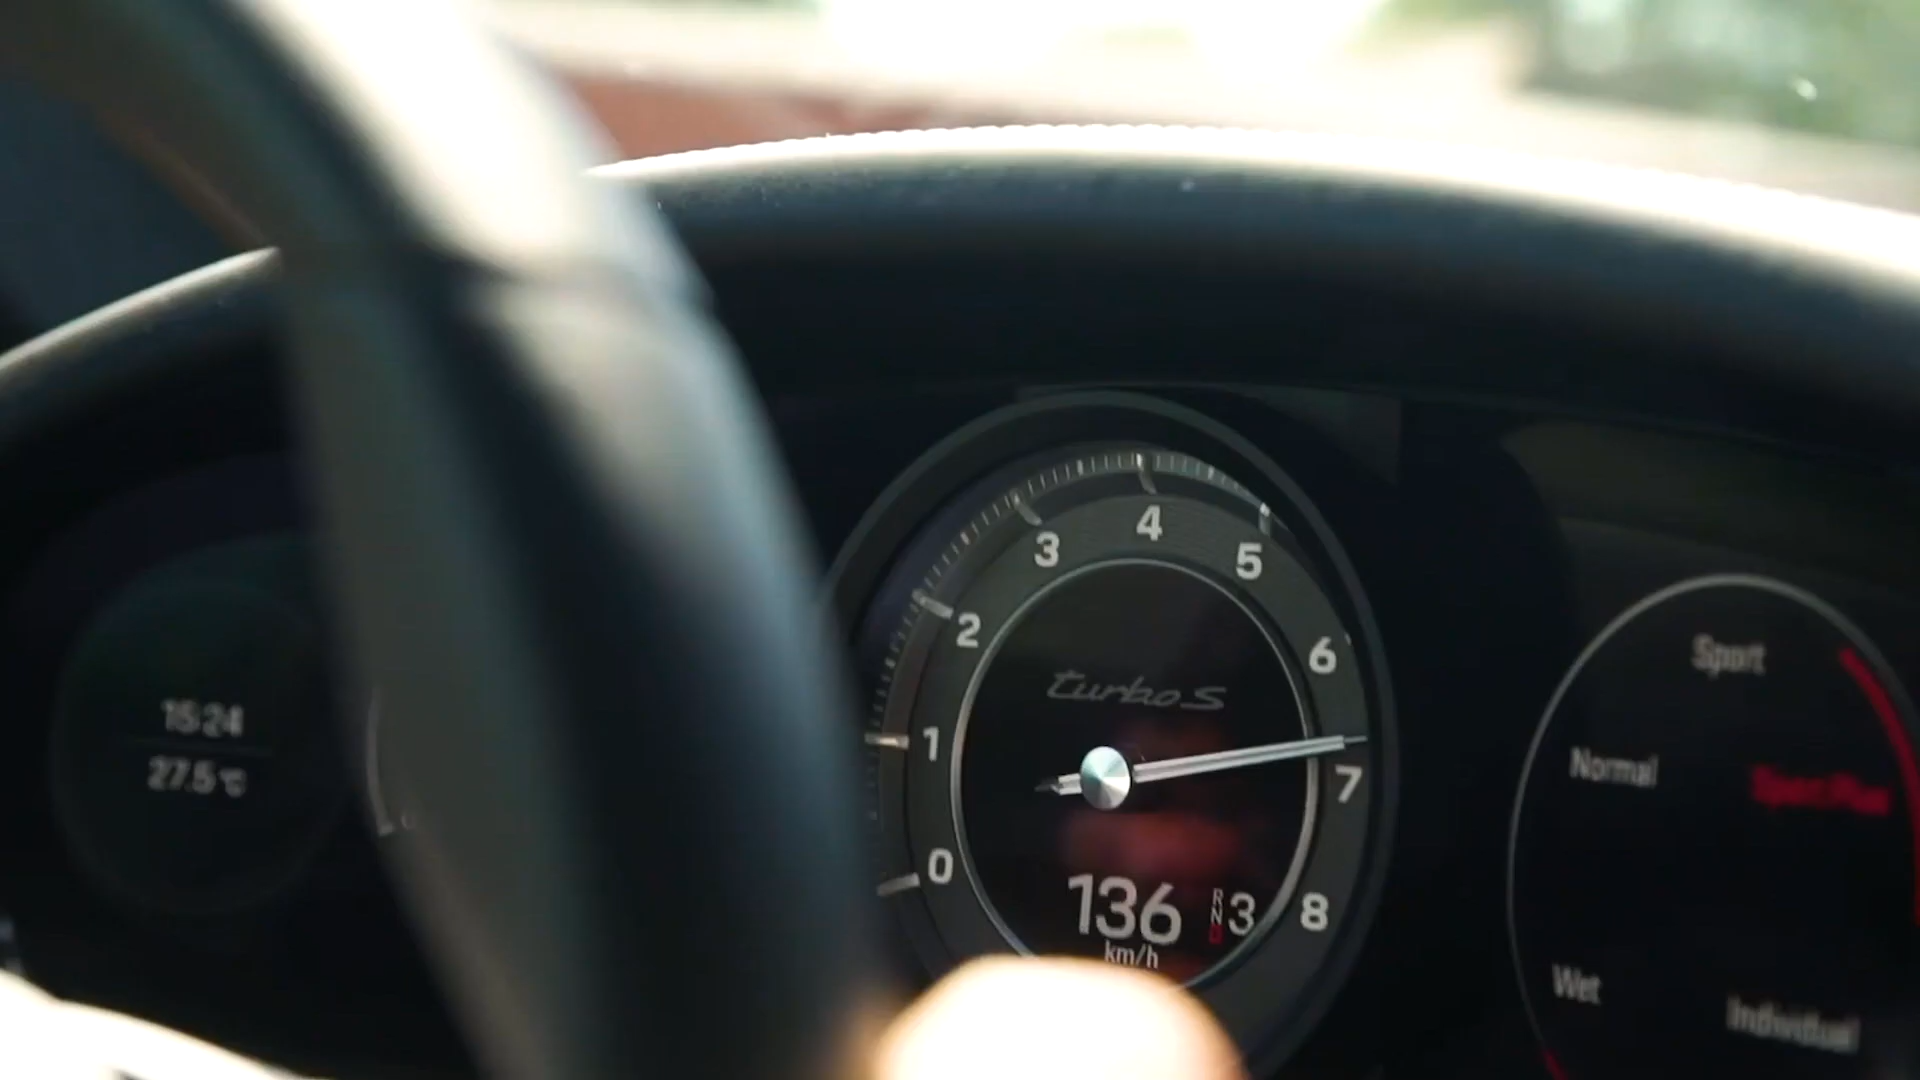 15:24
27.5 °C
0
1
2
3
4
5
6
7
8
turbo S
136
km/h
R
N
D
3
Sport
Normal
Sport Plus
Wet
Individual